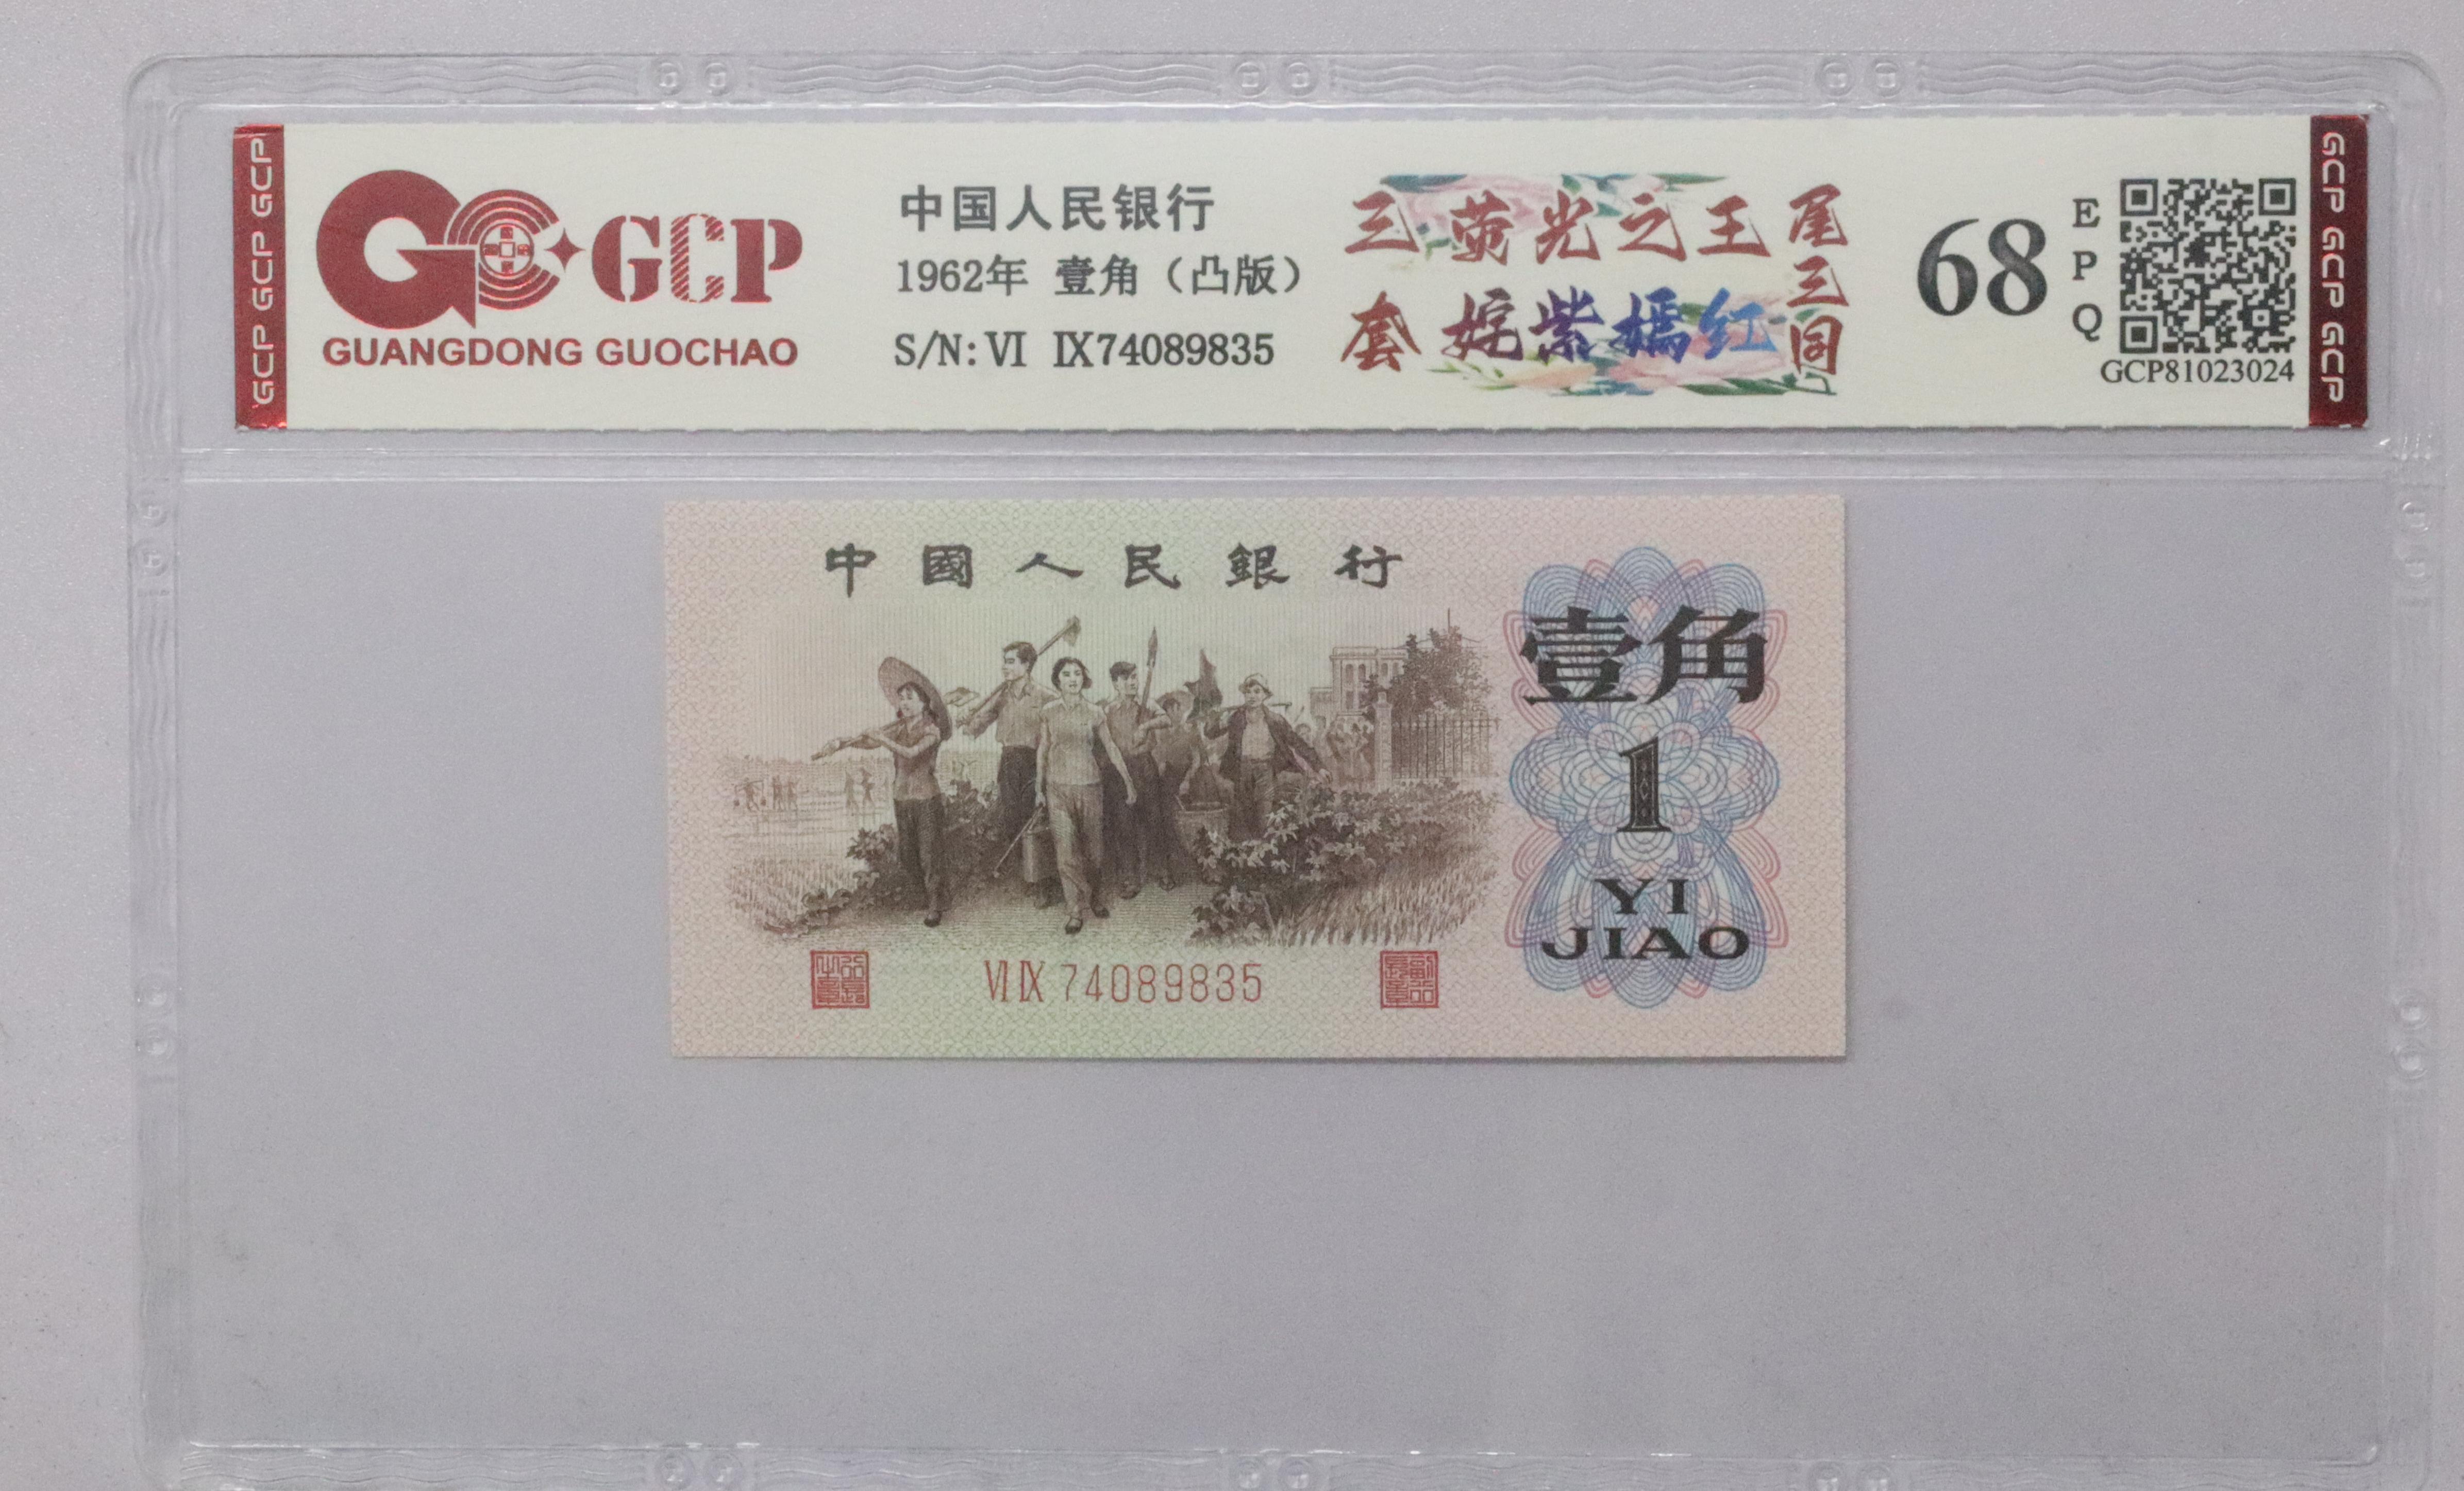 GCP GCP GCP
GCP
GUANGDONG GUOCHAO
中国人民银行
1962年 壹角（凸版）
S/N: VI IX74089835
三套
荧光之王
姹紫嫣红
尾三同
68
EPQ
GCP81023024
GCP GCP GCP
中國人民銀行
壹角
1
YI
JIAO
VI IX 74089835